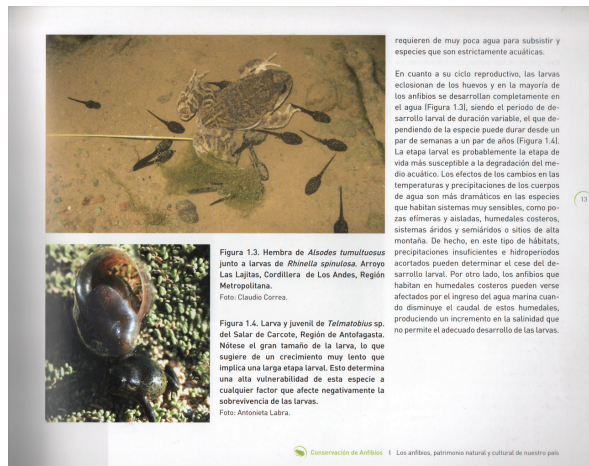 requieren de muy poca agua para subsistir y
especies que son estrictamente acuáticas.
En cuanto a su ciclo reproductivo, las larvas
eclosionan de los huevos y en la mayoría de
los anfibios se desarrollan completamente en
el agua (Figura 1.3), siendo el periodo de de-
sarrollo larval de duración variable, el que de-
pendiendo de la especie puede durar desde un
par de semanas a un par de años (Figura 1.4).
La etapa larval es probablemente la etapa de
vida más susceptible a la degradación del me-
dio acuático. Los efectos de los cambios en las
temperaturas y precipitaciones de los cuerpos
de agua son más dramáticos en las especies
que habitan sistemas muy sensibles, como po-
zas efímeras y aisladas, humedales costeros,
sistemas áridos y semiáridos o sitios de alta
montaña. De hecho, en este tipo de hábitats,
precipitaciones insuficientes e hidroperiodos
acortados pueden determinar el cese del de-
sarrollo larval. Por otro lado, los anfibios que
habitan en humedales costeros pueden verse
afectados por el ingreso del agua marina cuan-
do disminuye el caudal de estos humedales,
produciendo un incremento en la salinidad que
no permite el adecuado desarrollo de las larvas.
13
Figura 1.3. Hembra de Alsodes tumultuosus
junto a larvas de Rhinella spinulosa. Arroyo
Las Lajitas, Cordillera de Los Andes, Región
Metropolitana.
Foto: Claudio Correa.
Figura 1.4. Larva y juvenil de Telmatobius sp.
del Salar de Carcote, Región de Antofagasta.
Nótese el gran tamaño de la larva, lo que
sugiere de un crecimiento muy lento que
implica una larga etapa larval. Esto determina
una alta vulnerabilidad de esta especie a
cualquier factor que afecte negativamente la
sobrevivencia de las larvas.
Foto: Antonieta Labra.
Conservación de Anfibios | Los anfibios, patrimonio natural y cultural de nuestro país